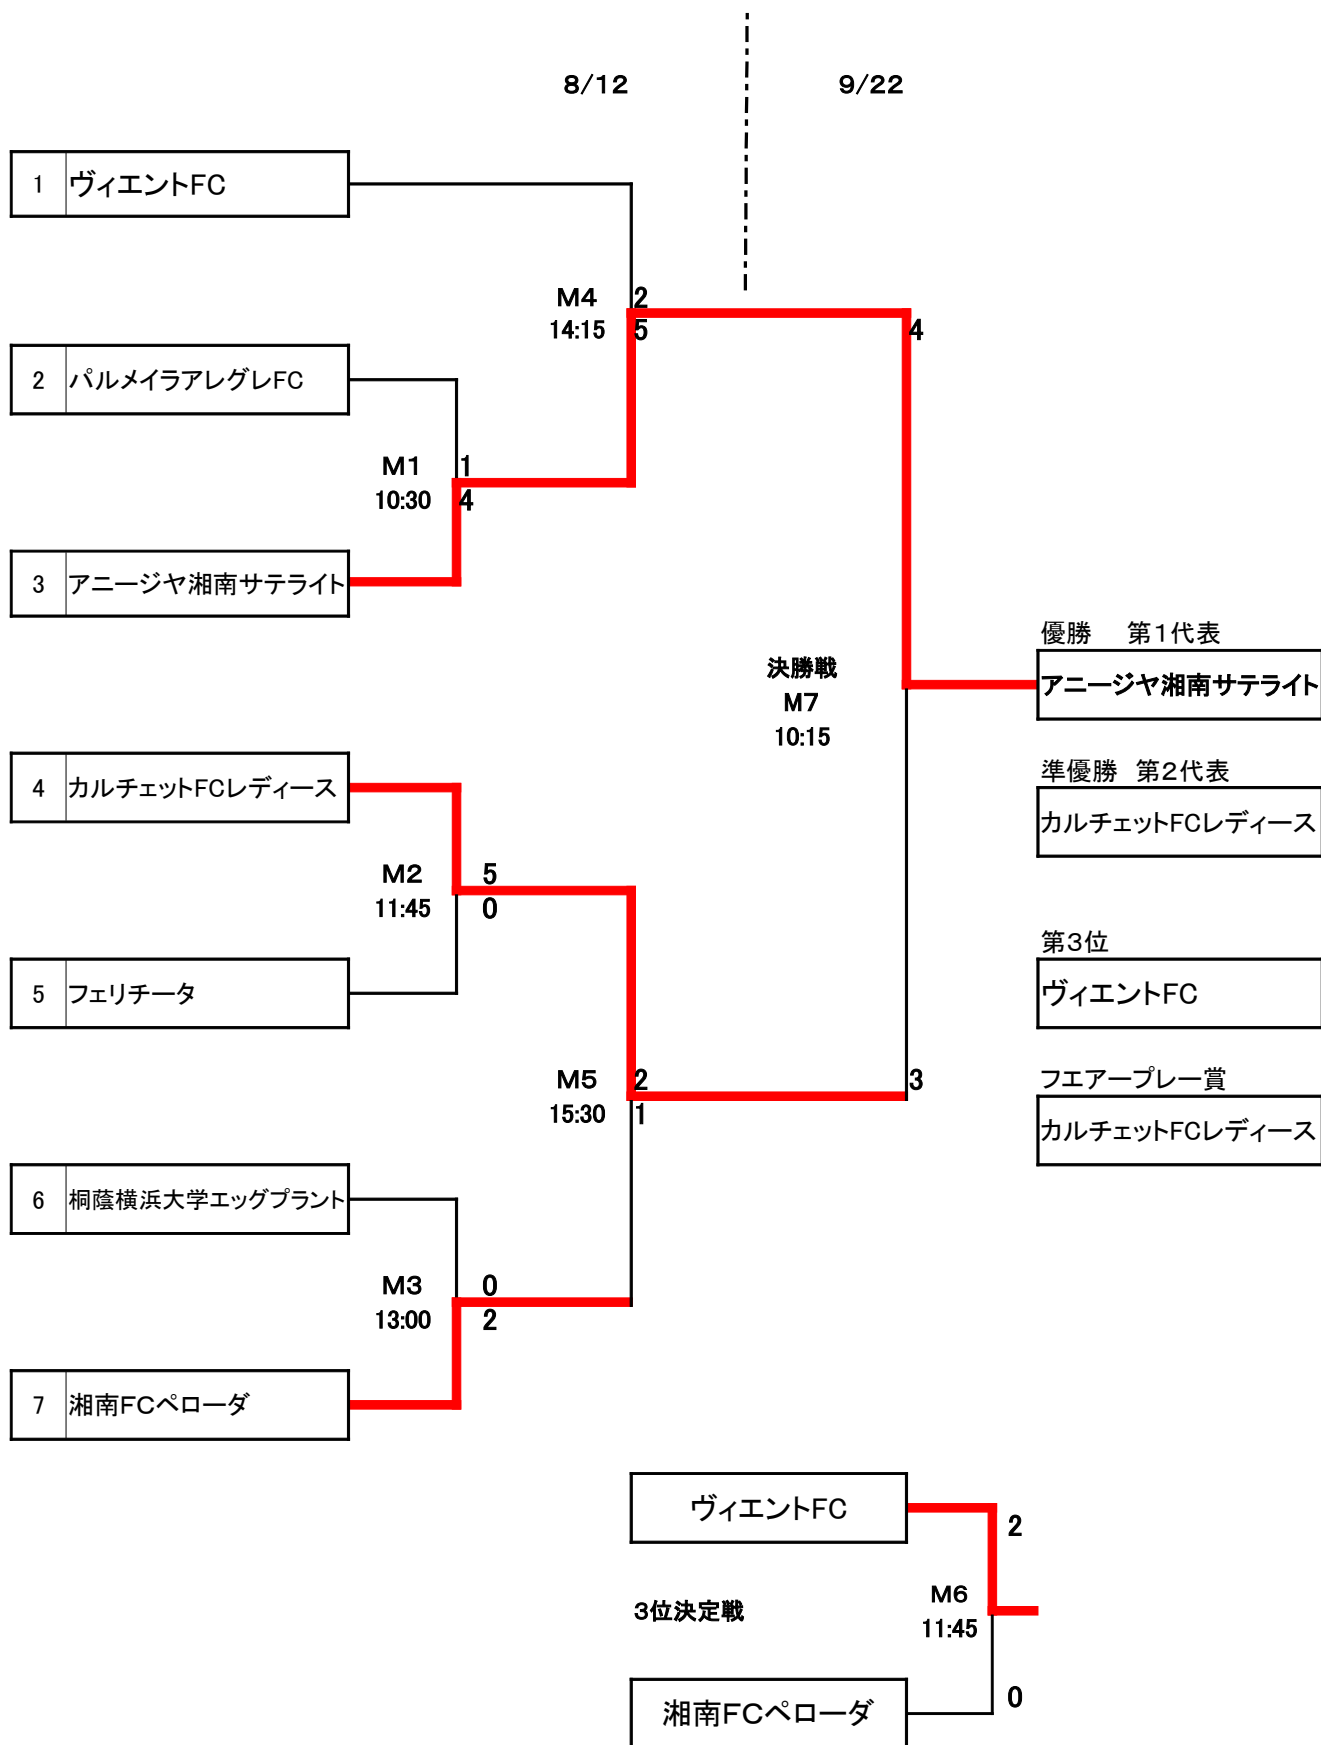 8/12
9/22
1 ヴィエントFC
M4 2
14:15 5
4
2 パルメイラアレグレFC
M1 1
10:30 4
3 アニージヤ湘南サテライト
優勝 第1代表
アニージヤ湘南サテライト
決勝戦
M7
10:15
準優勝 第2代表
カルチェットFCレディース
4 カルチェットFCレディース
M2 5
11:45 0
第3位
ヴィエントFC
5 フェリチータ
フエアープレー賞
カルチェットFCレディース
M5 2
15:30 1
3
6 桐蔭横浜大学エッグプラント
M3 0
13:00 2
7 湘南FCペローダ
ヴィエントFC
2
3位決定戦
M6
11:45
0
湘南FCペローダ